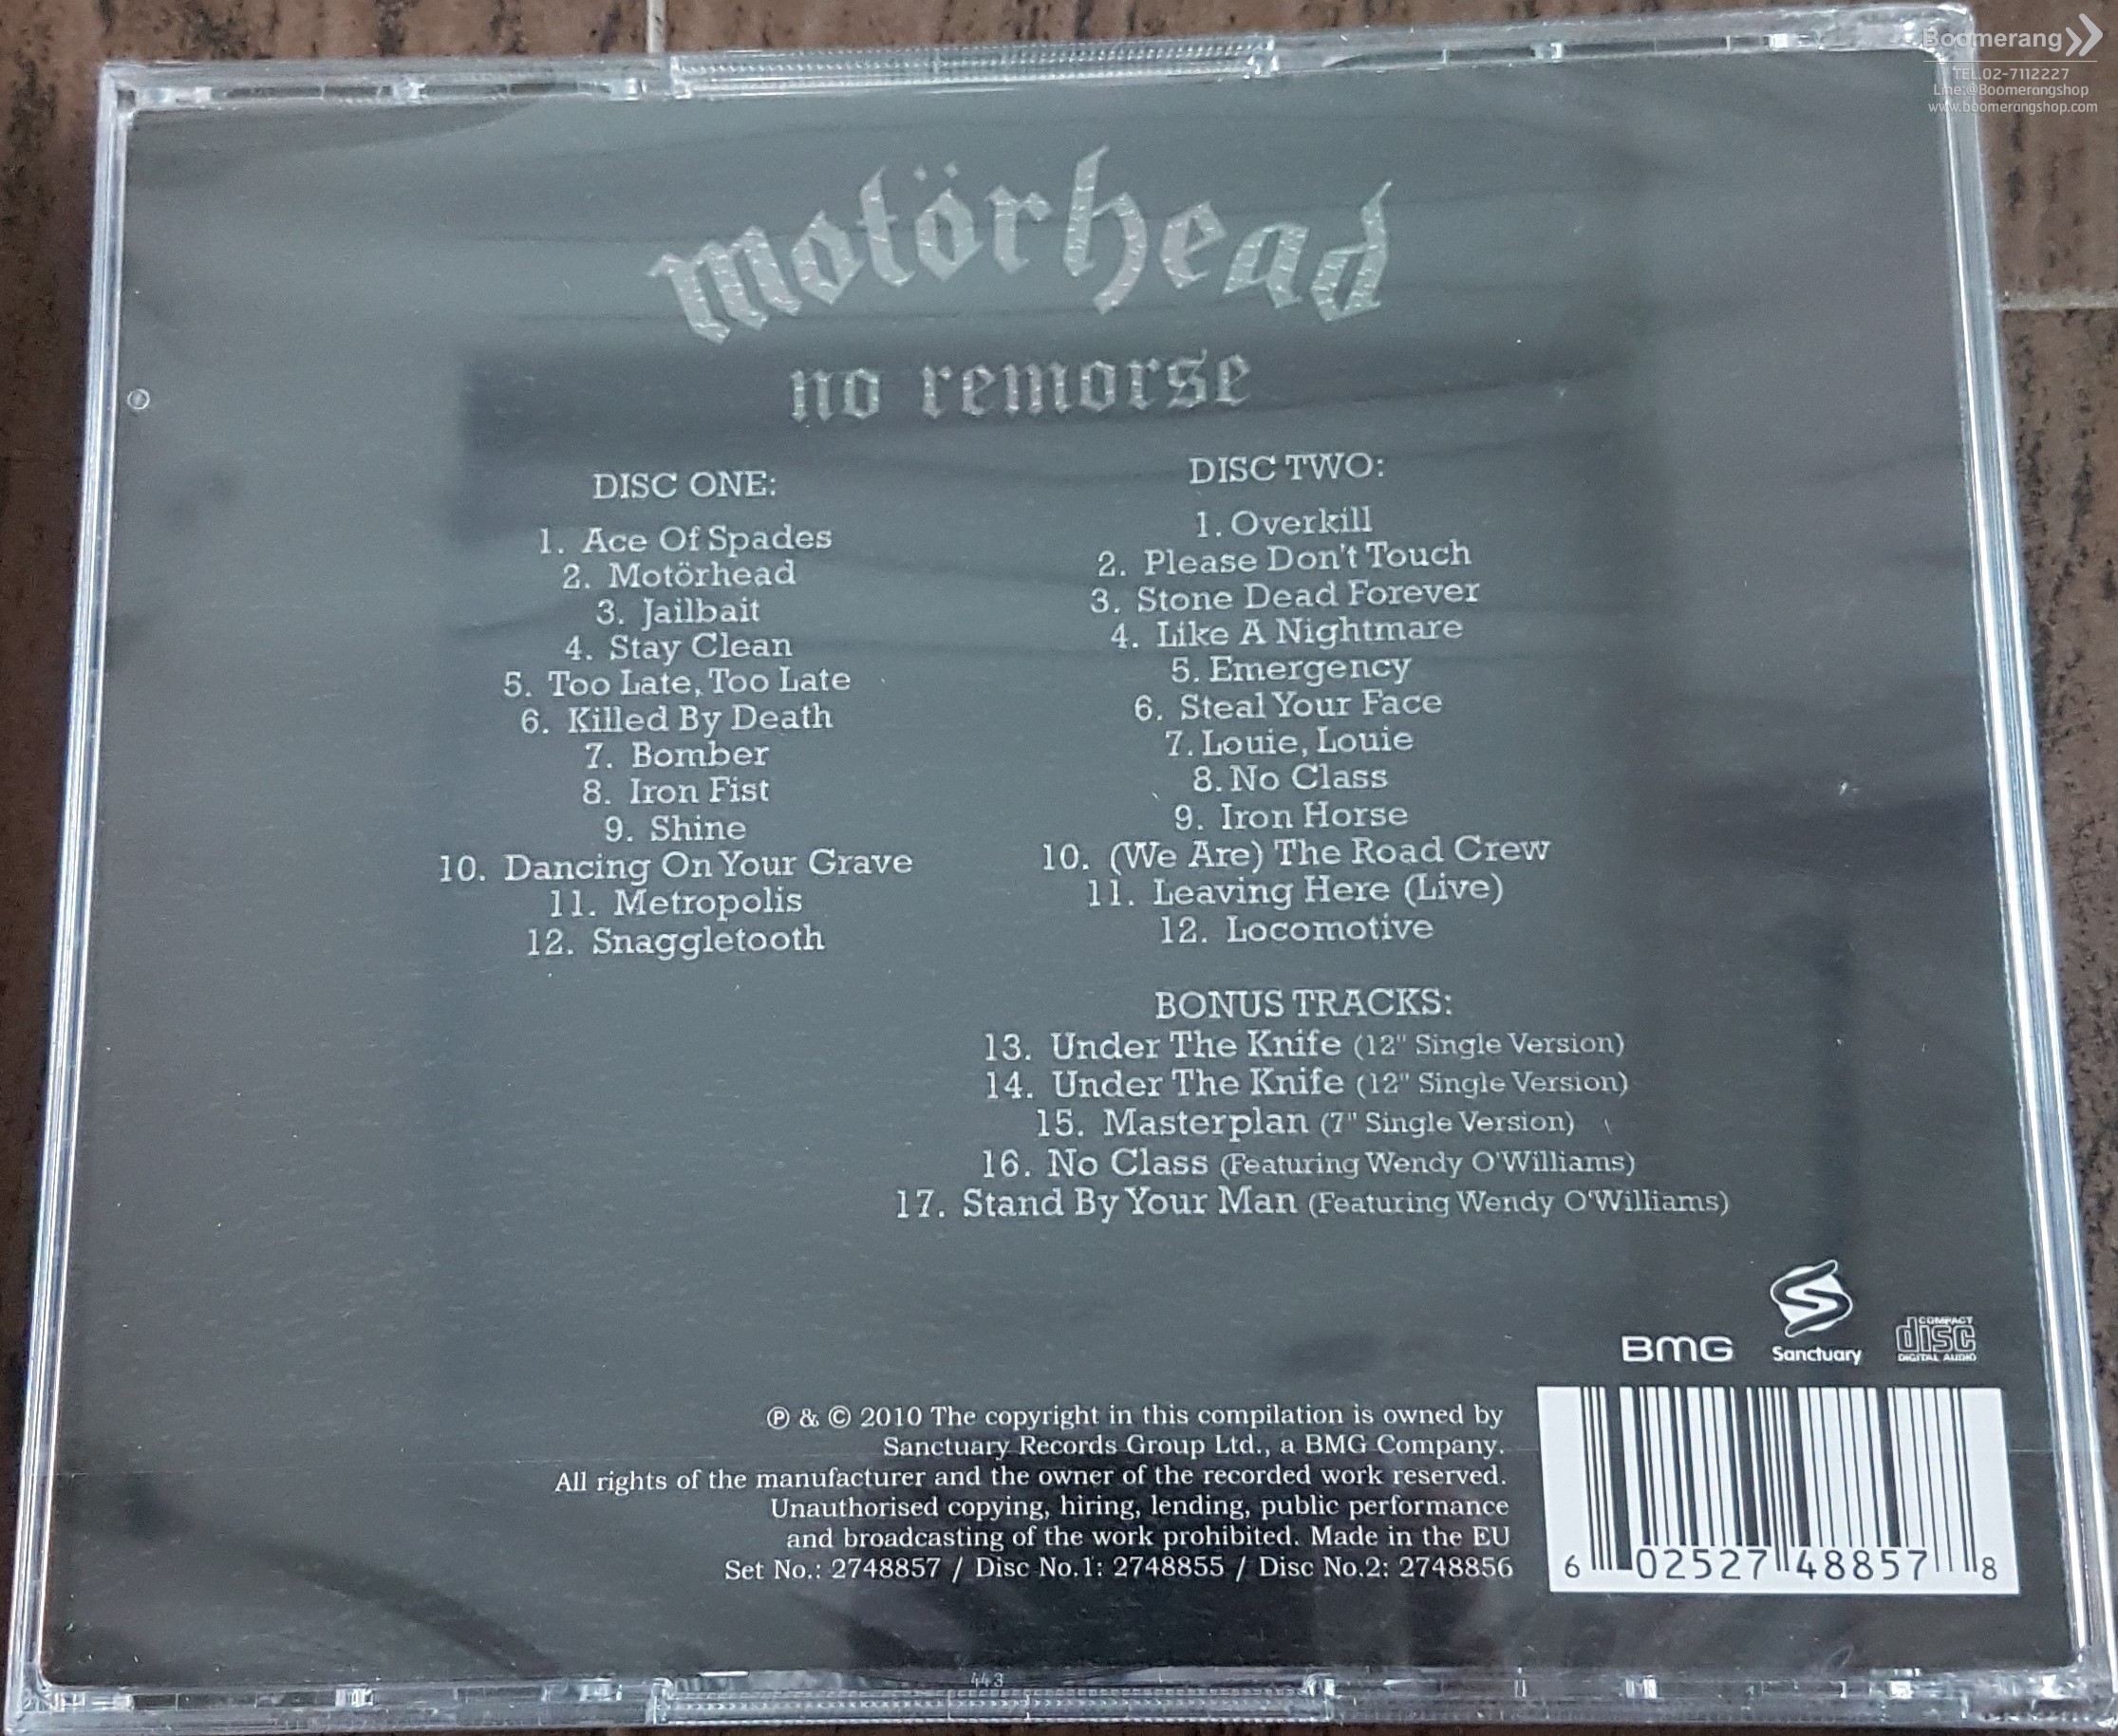 Boomerang
TEL.02-7112227
Line:@Boomerangshop
www.boomerangshop.com
motörhead
no remorse
DISC ONE:
1. Ace Of Spades
2. Motörhead
3. Jailbait
4. Stay Clean
5. Too Late, Too Late
6. Killed By Death
7. Bomber
8. Iron Fist
9. Shine
10. Dancing On Your Grave
11. Metropolis
12. Snaggletooth
DISC TWO:
1. Overkill
2. Please Don't Touch
3. Stone Dead Forever
4. Like A Nightmare
5. Emergency
6. Steal Your Face
7. Louie, Louie
8. No Class
9. Iron Horse
10. (We Are) The Road Crew
11. Leaving Here (Live)
12. Locomotive
BONUS TRACKS:
13. Under The Knife (12" Single Version)
14. Under The Knife (12" Single Version)
15. Masterplan (7" Single Version)
16. No Class (Featuring Wendy O'Williams)
17. Stand By Your Man (Featuring Wendy O'Williams)
BMG
Sanctuary
COMPACT
disc
DIGITAL AUDIO
℗ & © 2010 The copyright in this compilation is owned by
Sanctuary Records Group Ltd., a BMG Company.
All rights of the manufacturer and the owner of the recorded work reserved.
Unauthorised copying, hiring, lending, public performance
and broadcasting of the work prohibited. Made in the EU
Set No.: 2748857 / Disc No.1: 2748855 / Disc No.2: 2748856
6 02527 48857 8
443